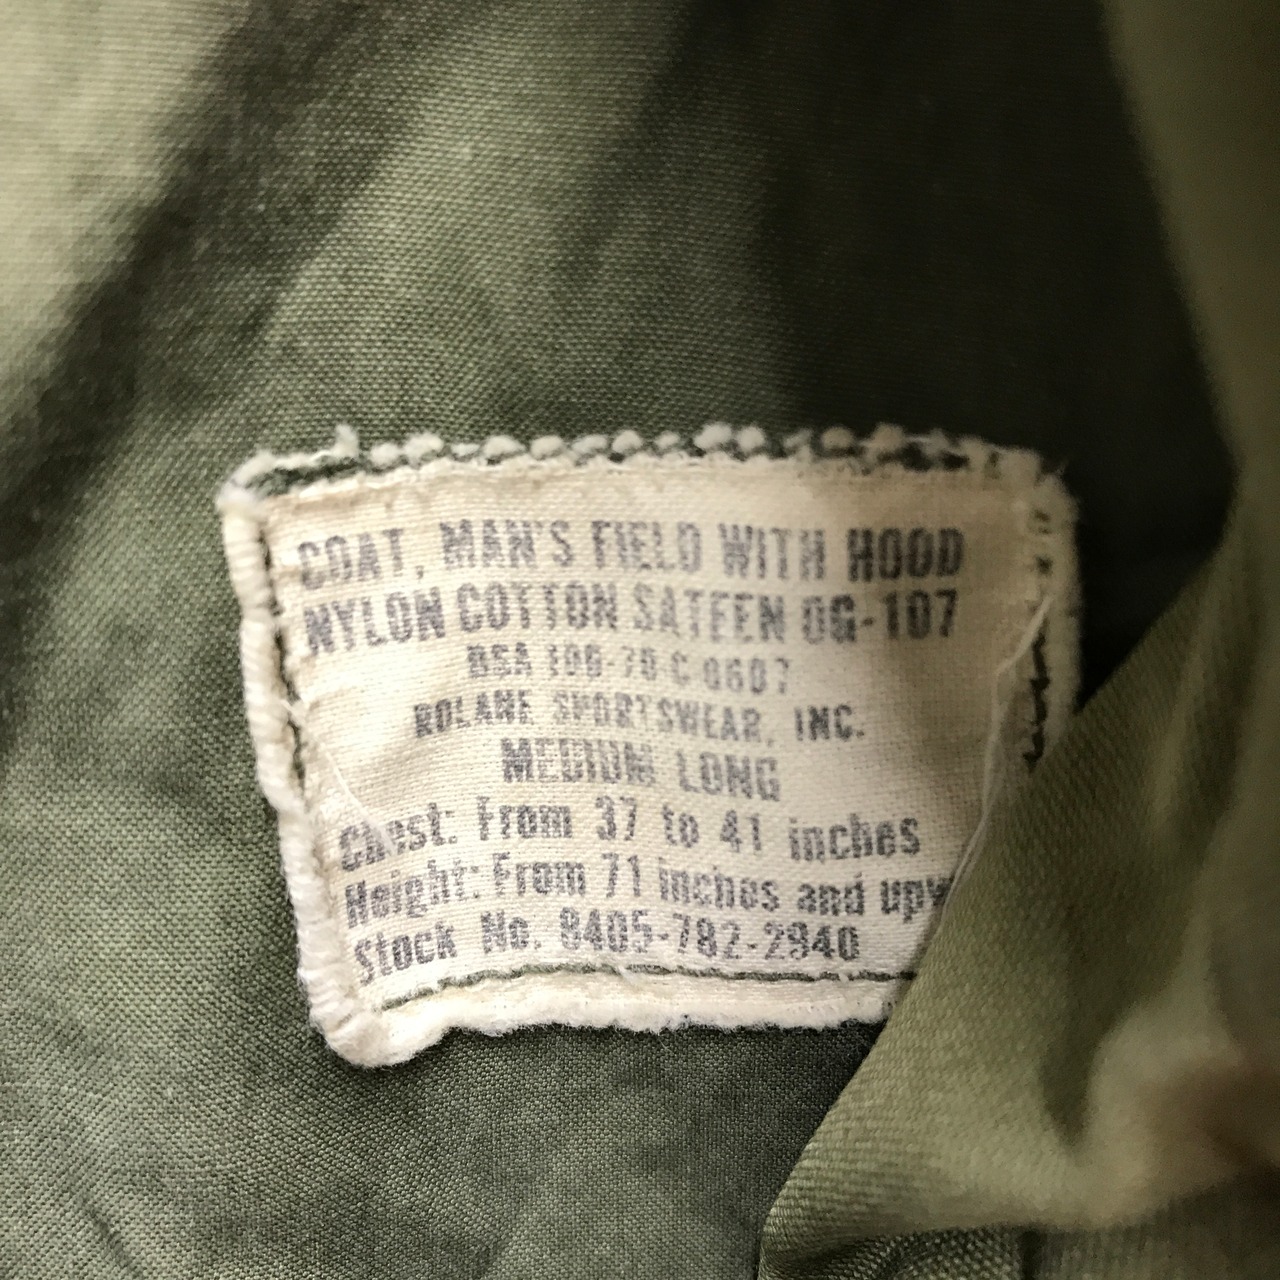 COAT, MAN'S FIELD WITH HOOD
NYLON COTTON SATEEN OG-107
DSA 100-70-C-0607
ROLANE SPORTSWEAR, INC.
MEDIUM LONG
Chest: From 37 to 41 inches
Height: From 71 inches and upw
Stock No. 8405-782-2940